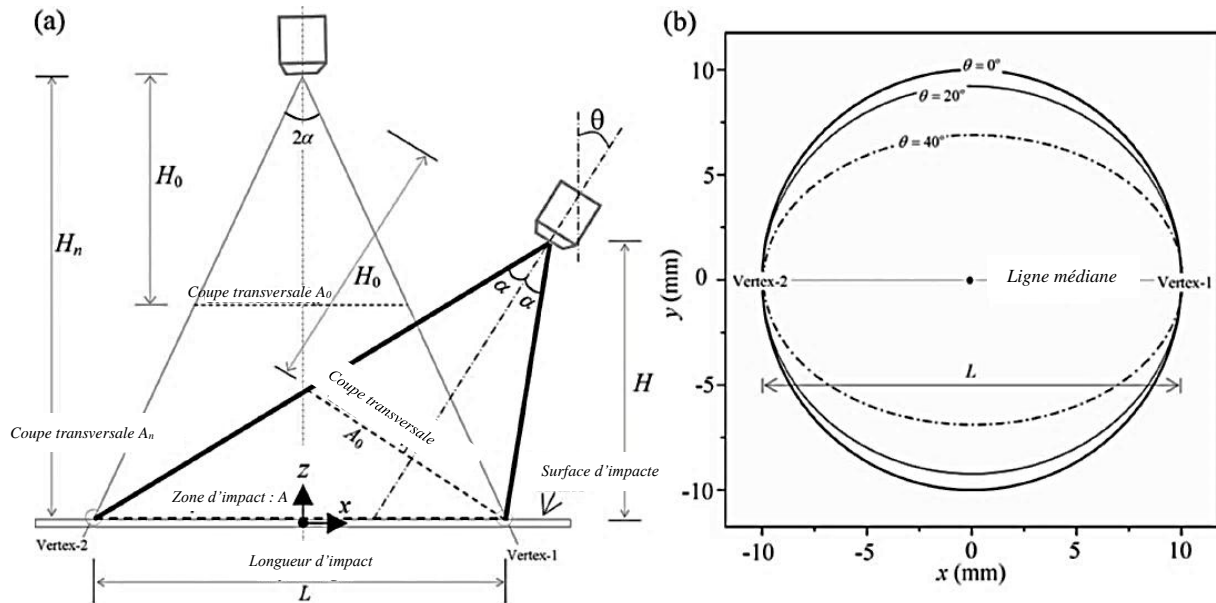 (a)
2α
θ
H₀
Hₙ
H₀
Coupe transversale A₀
α
α
H
Coupe transversale
A₀
Coupe transversale Aₙ
Surface d'impacte
z
Zone d'impact : A
x
Vertex-2
Vertex-1
Longueur d'impact
L
(b)
10
5
0
-5
-10
y (mm)
θ = 0°
θ = 20°
θ = 40°
Vertex-2
Ligne médiane
Vertex-1
L
-10
-5
0
5
10
x (mm)